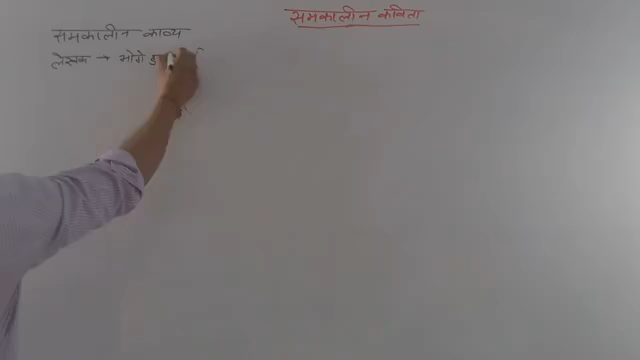 समकालीन कविता
समकालीन काव्य
लेखक → भोगे